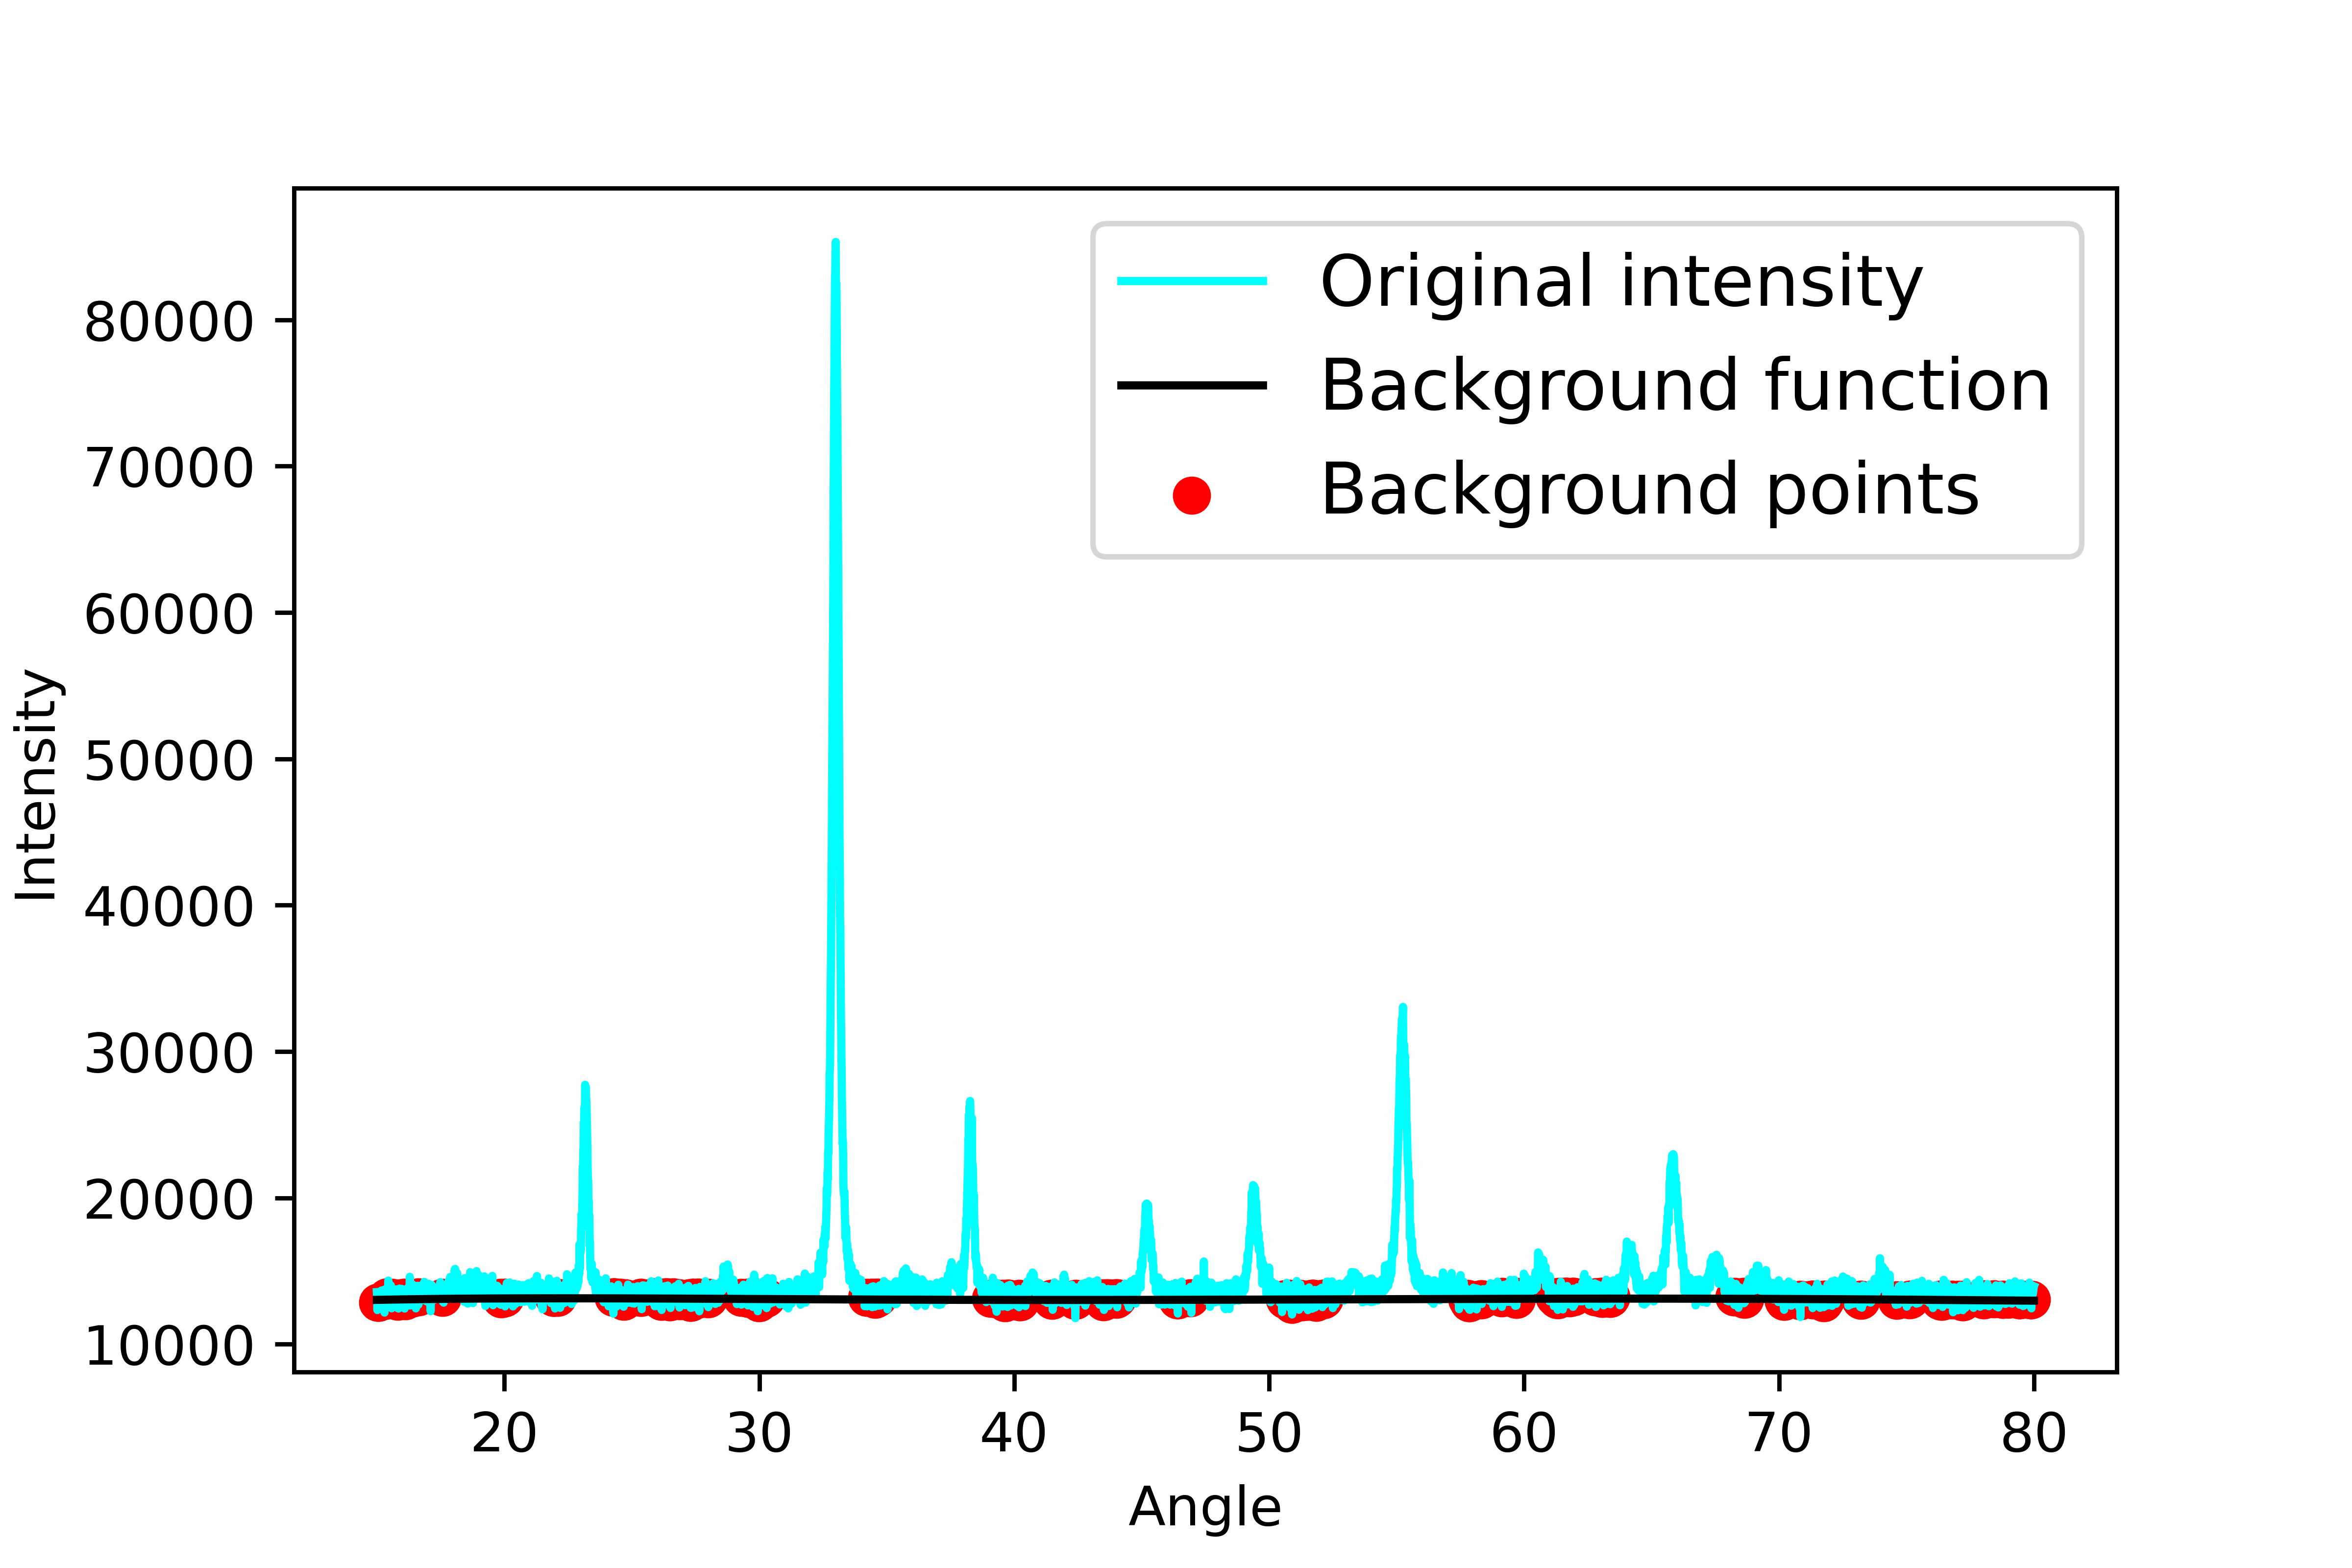 Original intensity
Background function
Background points
80000
70000
60000
50000
40000
30000
20000
10000
Intensity
20 30 40 50 60 70 80
Angle